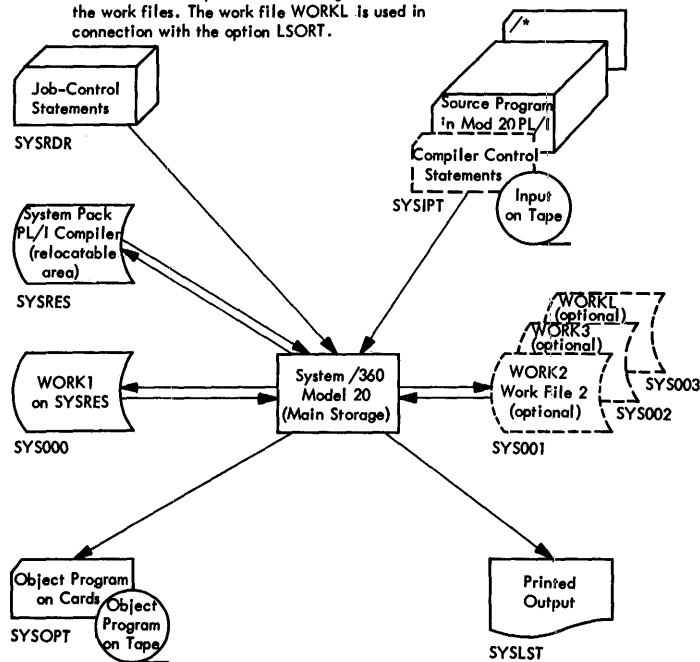 the work files. The work file WORKL is used in
connection with the option LSORT.
/*
Job-Control
Statements
SYSRDR
Source Program
in Mod 20 PL/I
Compiler Control
Statements
SYSIPT
Input
on Tape
System Pack
PL/I Compiler
(relocatable
area)
SYSRES
WORKL
(optional)
WORK3
(optional)
WORK2
Work File 2
(optional)
SYS003
SYS002
SYS001
WORK1
on SYSRES
SYS000
System /360
Model 20
(Main Storage)
Object Program
on Cards
Object
Program
on Tape
SYSOPT
Printed
Output
SYSLST